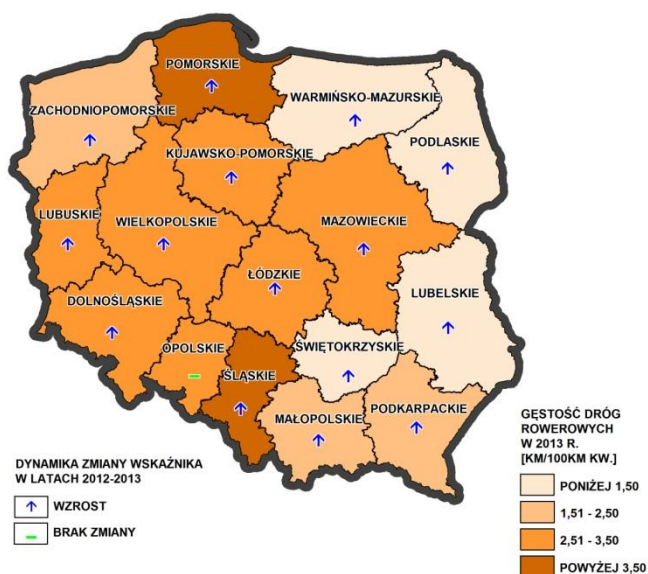 POMORSKIE
WARMIŃSKO-MAZURSKIE
ZACHODNIOPOMORSKIE
PODLASKIE
KUJAWSKO-POMORSKIE
LUBUSKIE
WIELKOPOLSKIE
MAZOWIECKIE
ŁÓDZKIE
LUBELSKIE
DOLNOŚLĄSKIE
OPOLSKIE
ŚWIĘTOKRZYSKIE
ŚLĄSKIE
MAŁOPOLSKIE
PODKARPACKIE
DYNAMIKA ZMIANY WSKAŹNIKA
W LATACH 2012-2013
WZROST
BRAK ZMIANY
GĘSTOŚĆ DRÓG
ROWEROWYCH
W 2013 R.
[KM/100KM KW.]
PONIŻEJ 1,50
1,51 - 2,50
2,51 - 3,50
POWYŻEJ 3,50